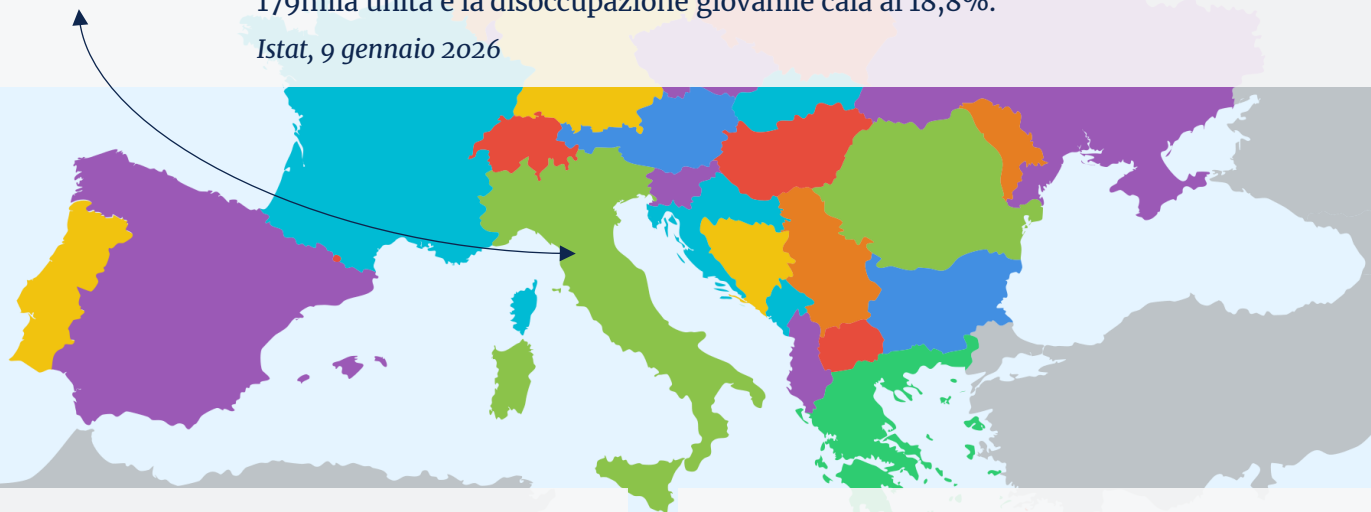 179mila unità e la disoccupazione giovanile cala al 18,8%.
Istat, 9 gennaio 2026